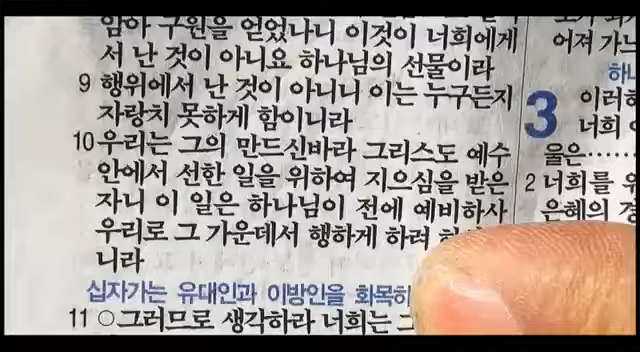 암아 구원을 얻었나니 이것이 너희에게
서 난 것이 아니요 하나님의 선물이라
9 행위에서 난 것이 아니니 이는 누구든지
자랑치 못하게 함이니라
10 우리는 그의 만드신바라 그리스도 예수
안에서 선한 일을 위하여 지으심을 받은
자니 이 일은 하나님이 전에 예비하사
우리로 그 가운데서 행하게 하려
니라
십자가는 유대인과 이방인을 화목하
11 ○그러므로 생각하라 너희는 그
어져 가느
하나
3 이러하
너희
율은……
2 너희를
은혜의 경